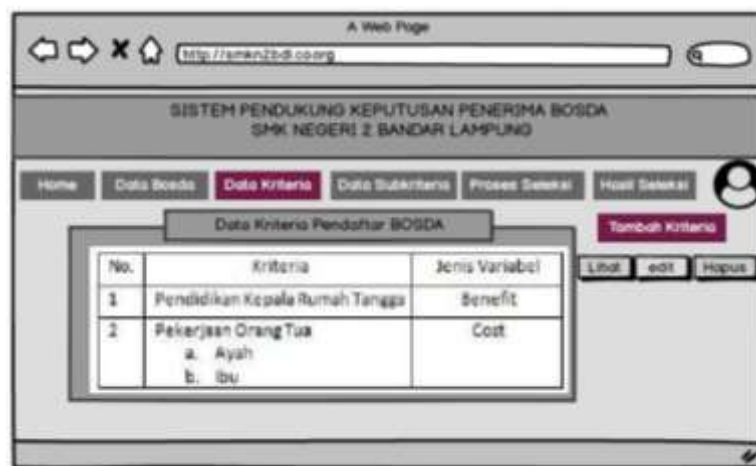 A Web Page
http://smkn2bdl.co.org
SISTEM PENDUKUNG KEPUTUSAN PENERIMA BOSDA
SMK NEGERI 2 BANDAR LAMPUNG
Home Data Bosda Data Kriteria Data Subkriteria Proses Seleksi Hasil Seleksi
Data Kriteria Pendaftar BOSDA
Tambah Kriteria
Lihat edit Hapus
No. Kriteria Jenis Variabel
1 Pendidikan Kepala Rumah Tangga Benefit
2 Pekerjaan Orang Tua Cost
a. Ayah
b. Ibu